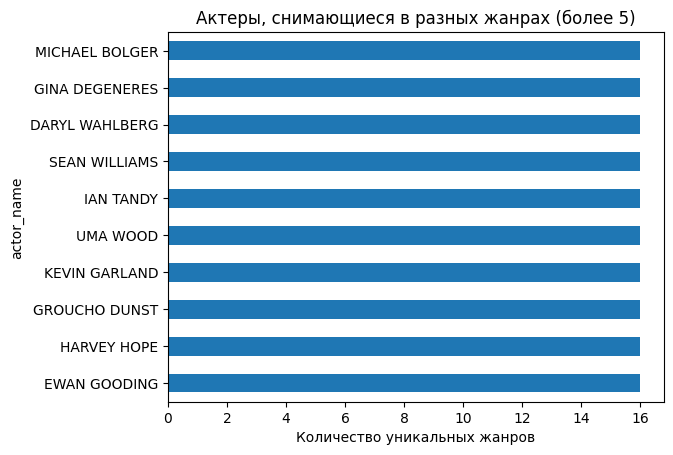 Актеры, снимающиеся в разных жанрах (более 5)
MICHAEL BOLGER
GINA DEGENERES
DARYL WAHLBERG
SEAN WILLIAMS
IAN TANDY
UMA WOOD
KEVIN GARLAND
GROUCHO DUNST
HARVEY HOPE
EWAN GOODING
actor_name
0 2 4 6 8 10 12 14 16
Количество уникальных жанров